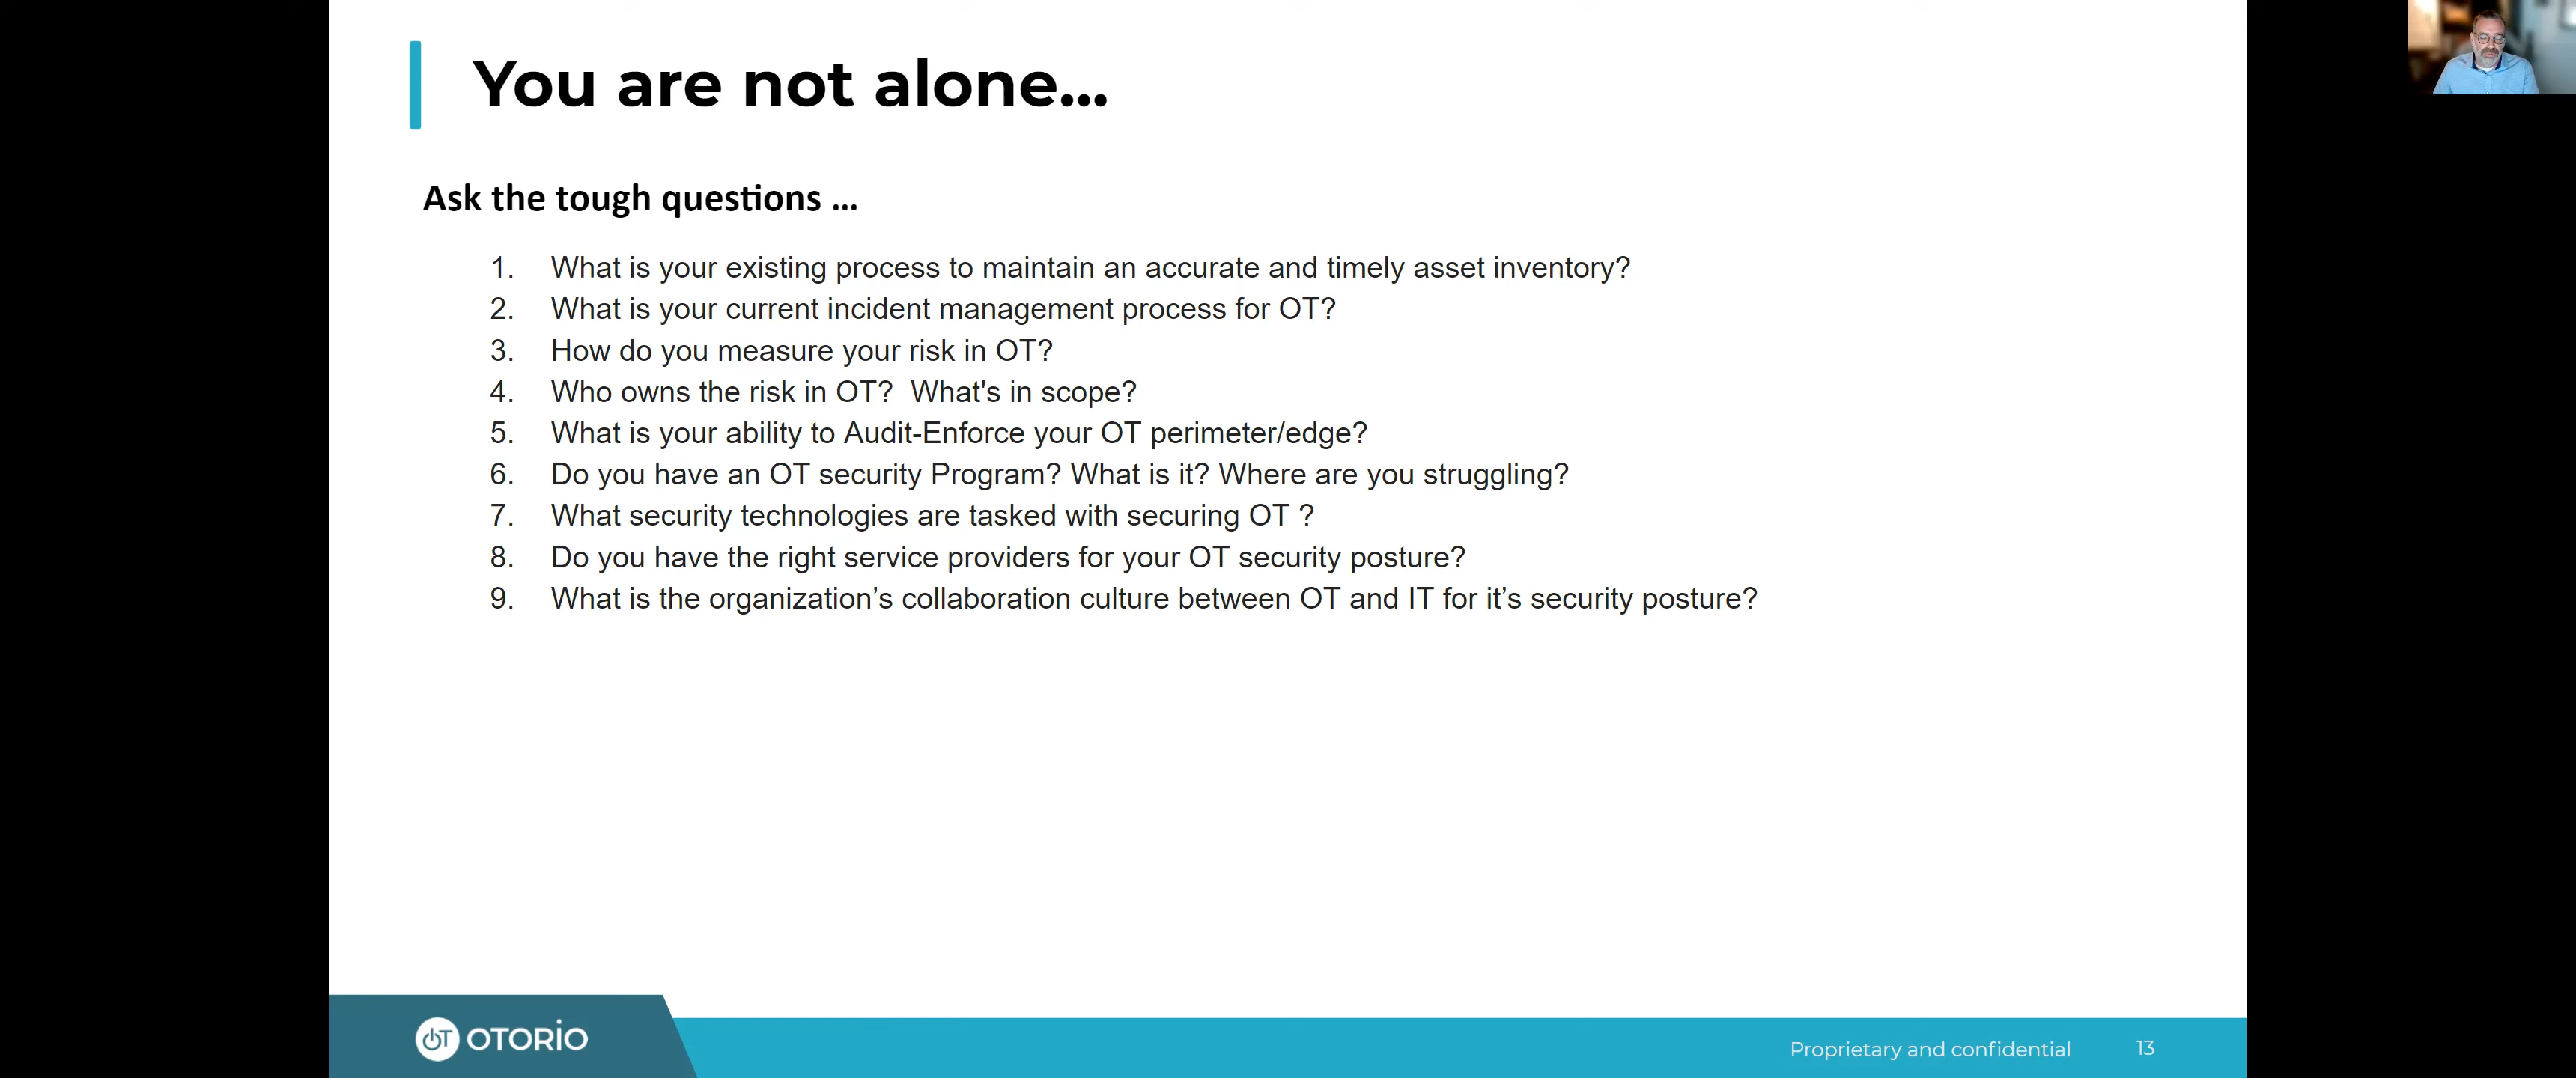 You are not alone...
Ask the tough questions ...
1. What is your existing process to maintain an accurate and timely asset inventory?
2. What is your current incident management process for OT?
3. How do you measure your risk in OT?
4. Who owns the risk in OT?  What's in scope?
5. What is your ability to Audit-Enforce your OT perimeter/edge?
6. Do you have an OT security Program? What is it? Where are you struggling?
7. What security technologies are tasked with securing OT ?
8. Do you have the right service providers for your OT security posture?
9. What is the organization’s collaboration culture between OT and IT for it’s security posture?
OT OTORIO
Proprietary and confidential 13